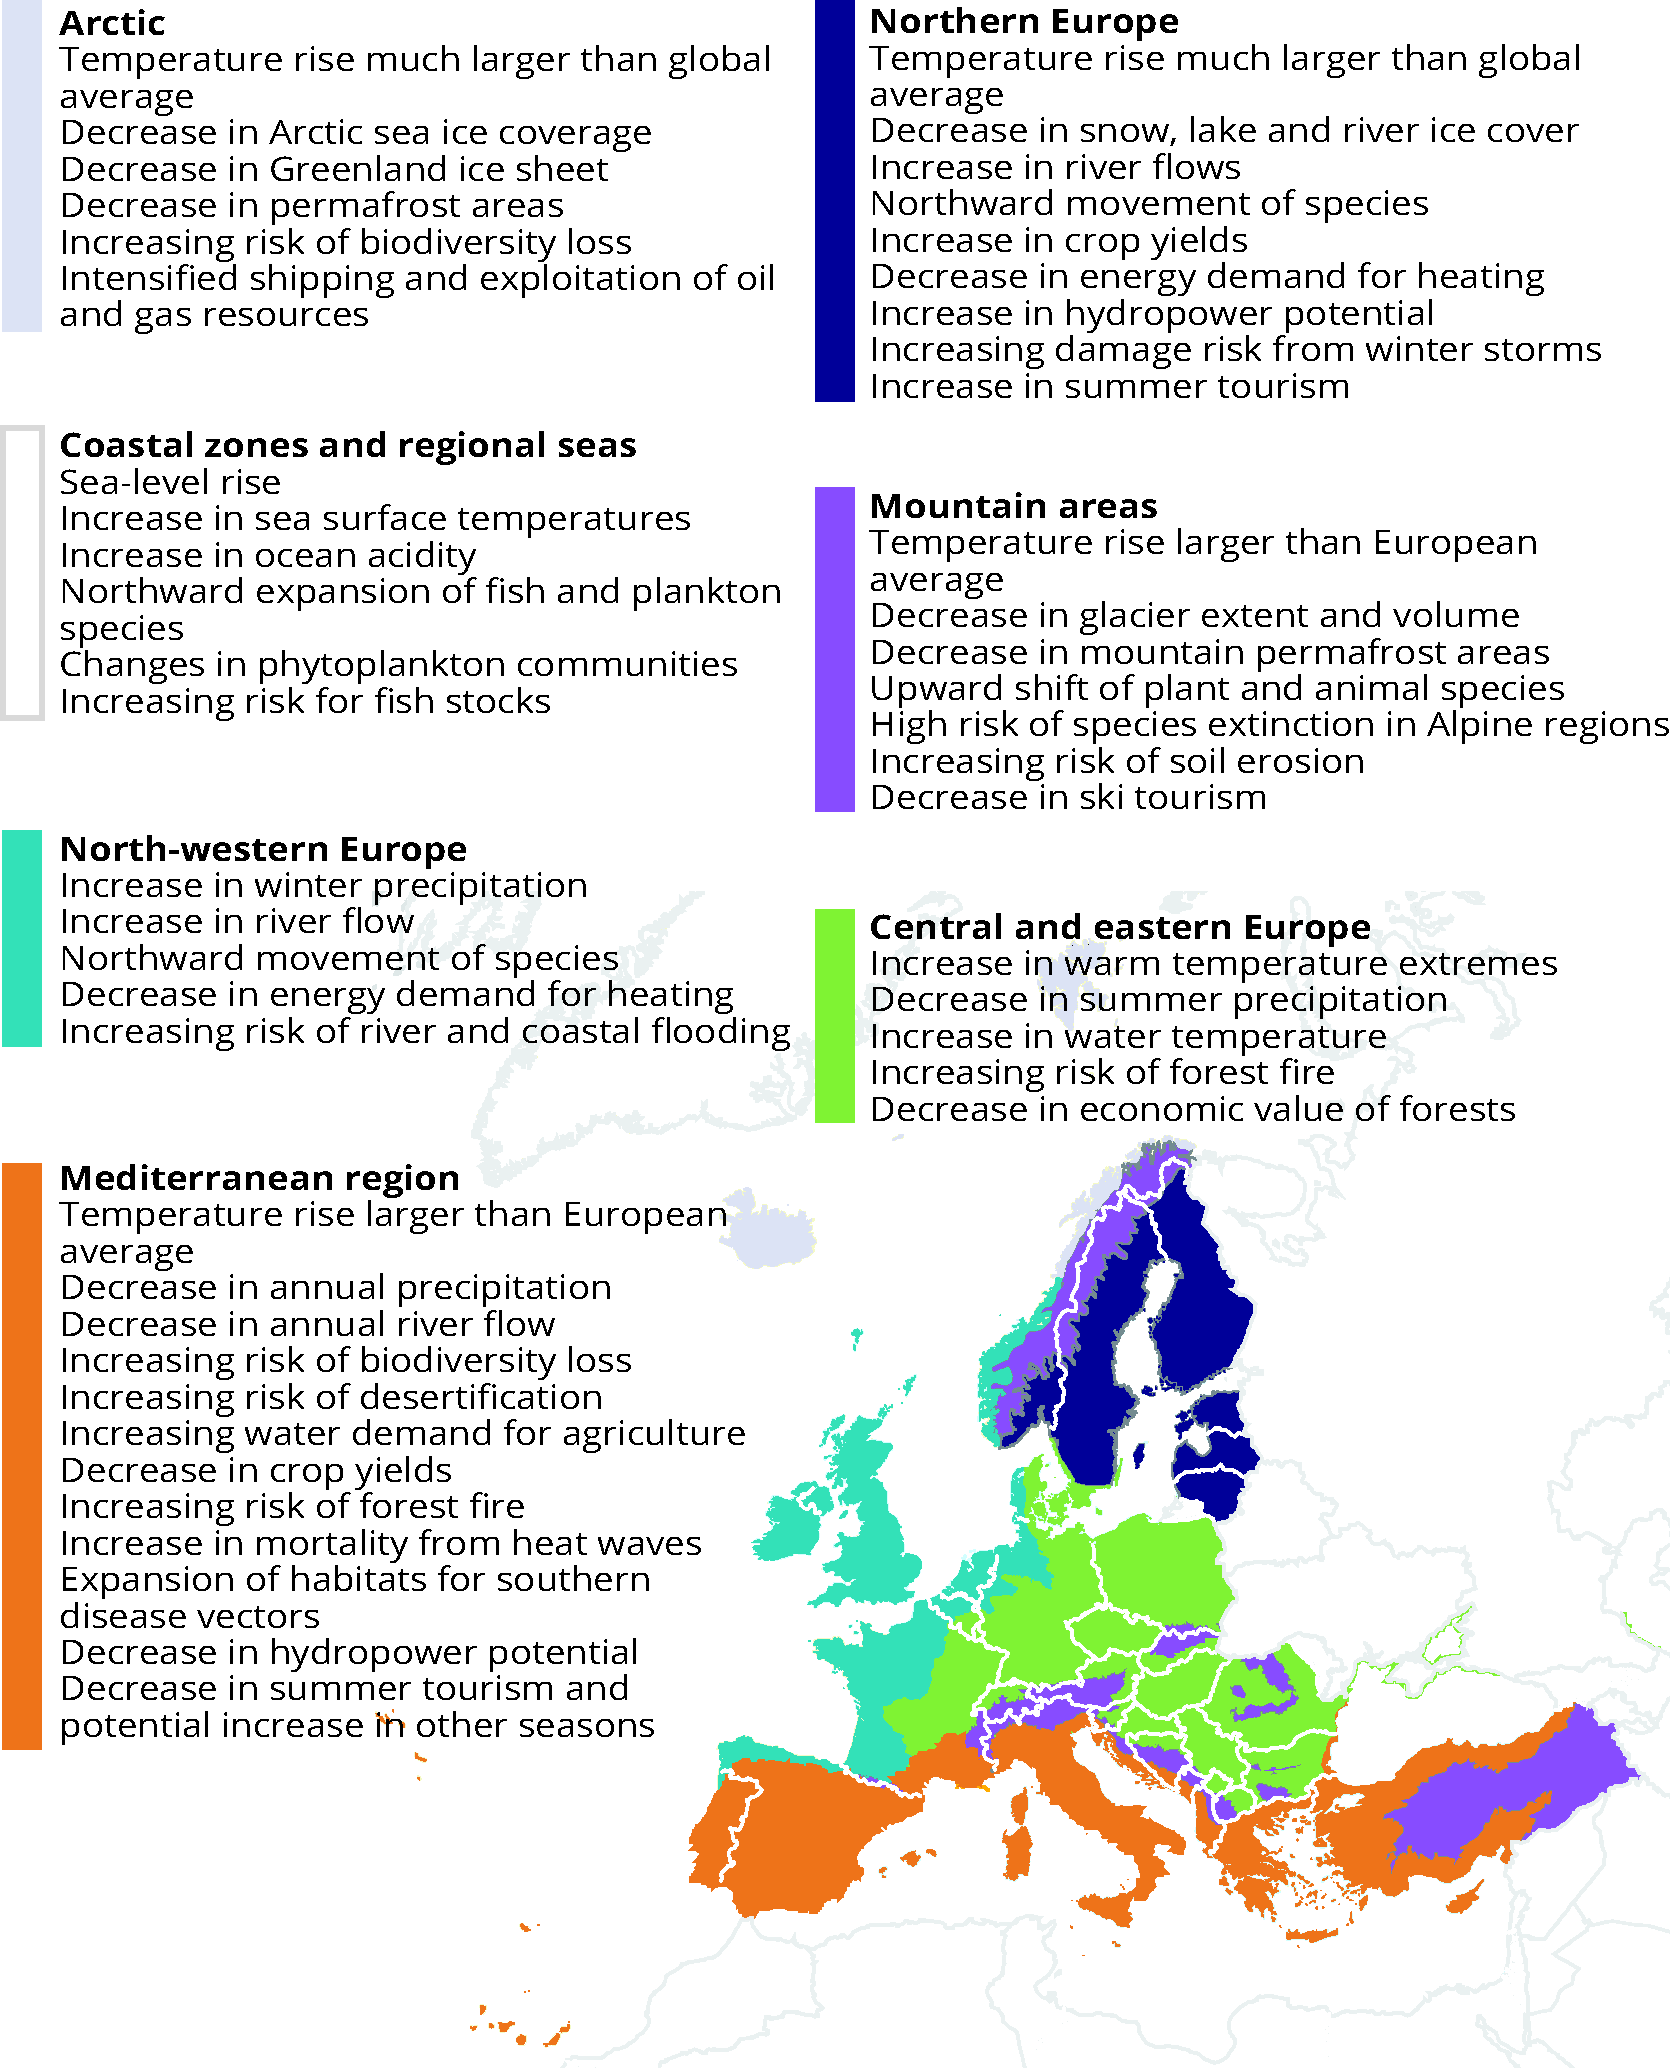 Arctic
Temperature rise much larger than global
average
Decrease in Arctic sea ice coverage
Decrease in Greenland ice sheet
Decrease in permafrost areas
Increasing risk of biodiversity loss
Intensified shipping and exploitation of oil
and gas resources
Coastal zones and regional seas
Sea-level rise
Increase in sea surface temperatures
Increase in ocean acidity
Northward expansion of fish and plankton
species
Changes in phytoplankton communities
Increasing risk for fish stocks
North-western Europe
Increase in winter precipitation
Increase in river flow
Northward movement of species
Decrease in energy demand for heating
Increasing risk of river and coastal flooding
Mediterranean region
Temperature rise larger than European
average
Decrease in annual precipitation
Decrease in annual river flow
Increasing risk of biodiversity loss
Increasing risk of desertification
Increasing water demand for agriculture
Decrease in crop yields
Increasing risk of forest fire
Increase in mortality from heat waves
Expansion of habitats for southern
disease vectors
Decrease in hydropower potential
Decrease in summer tourism and
potential increase in other seasons
Northern Europe
Temperature rise much larger than global
average
Decrease in snow, lake and river ice cover
Increase in river flows
Northward movement of species
Increase in crop yields
Decrease in energy demand for heating
Increase in hydropower potential
Increasing damage risk from winter storms
Increase in summer tourism
Mountain areas
Temperature rise larger than European
average
Decrease in glacier extent and volume
Decrease in mountain permafrost areas
Upward shift of plant and animal species
High risk of species extinction in Alpine regions
Increasing risk of soil erosion
Decrease in ski tourism
Central and eastern Europe
Increase in warm temperature extremes
Decrease in summer precipitation
Increase in water temperature
Increasing risk of forest fire
Decrease in economic value of forests